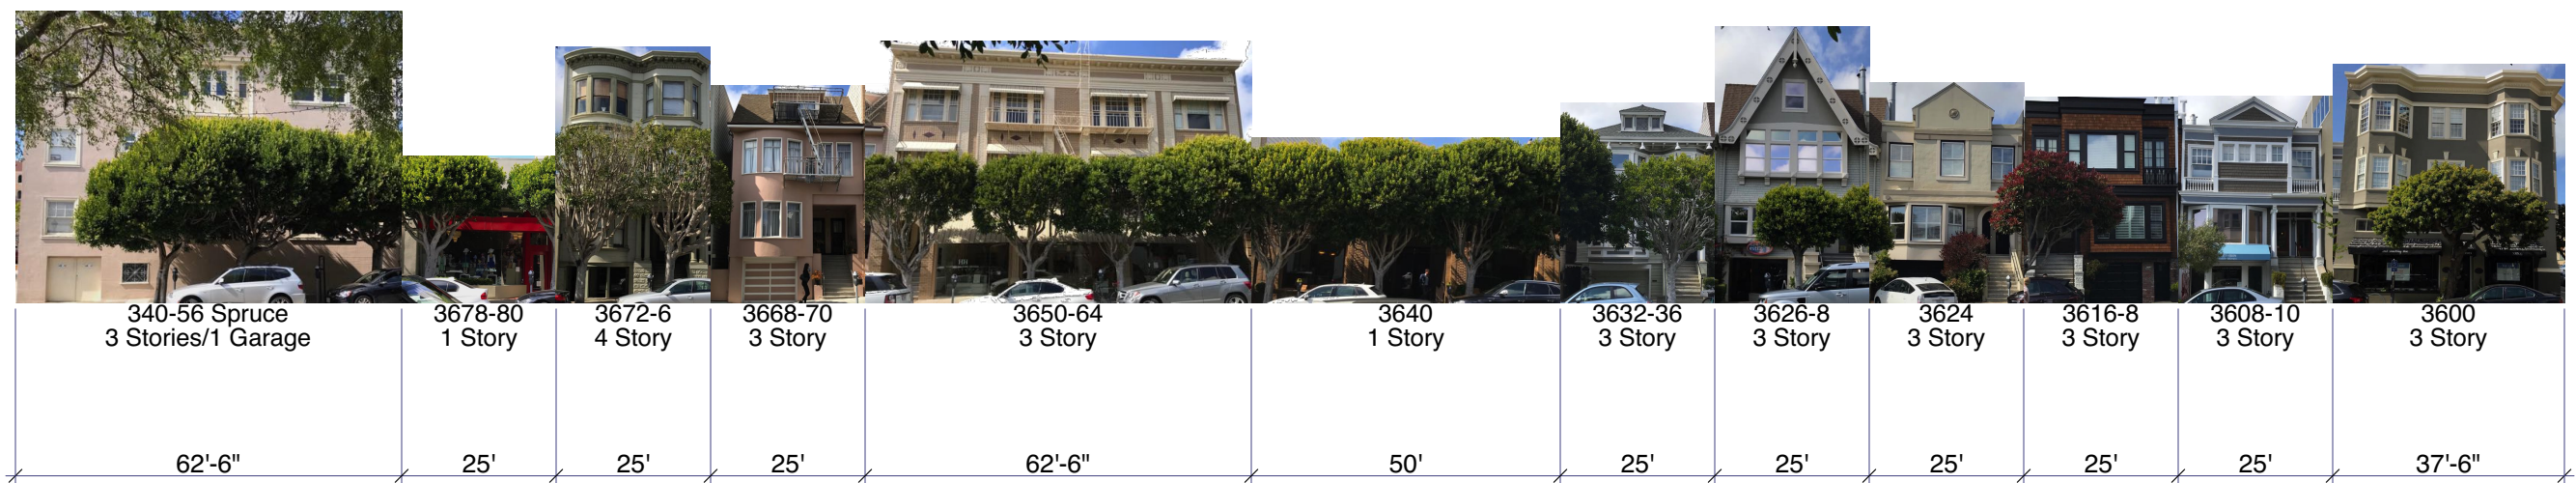 340-56 Spruce
3 Stories/1 Garage
3678-80
1 Story
3672-6
4 Story
3668-70
3 Story
3650-64
3 Story
3640
1 Story
3632-36
3 Story
3626-8
3 Story
3624
3 Story
3616-8
3 Story
3608-10
3 Story
3600
3 Story
62'-6"
25'
25'
25'
62'-6"
50'
25'
25'
25'
25'
25'
37'-6"